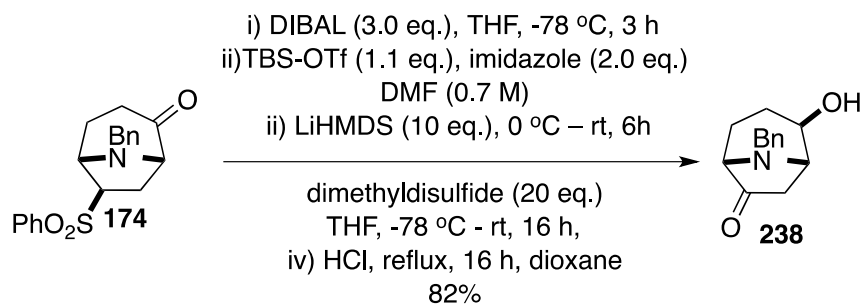 i) DIBAL (3.0 eq.), THF, -78 °C, 3 h
ii)TBS-OTf (1.1 eq.), imidazole (2.0 eq.)
DMF (0.7 M)
ii) LiHMDS (10 eq.), 0 °C – rt, 6h
dimethyldisulfide (20 eq.)
THF, -78 °C - rt, 16 h,
iv) HCl, reflux, 16 h, dioxane
82%
O
Bn
N
PhO2S
174
OH
Bn
N
O
238